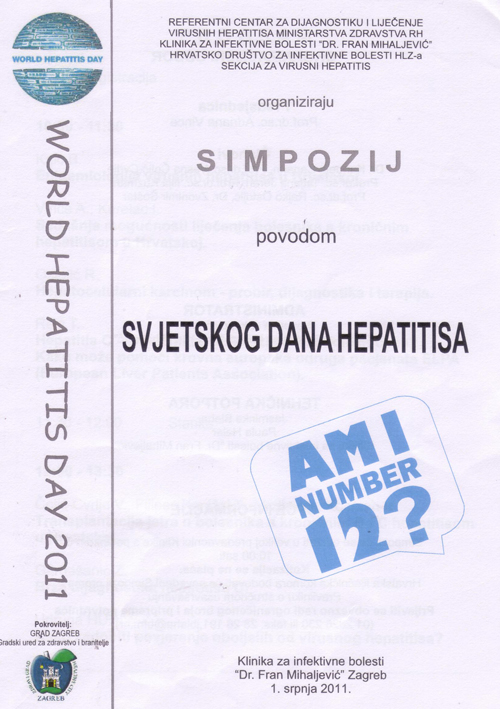 WORLD HEPATITIS DAY
REFERENTNI CENTAR ZA DIJAGNOSTIKU I LIJEČENJE
VIRUSNIH HEPATITISA MINISTARSTVA ZDRAVSTVA RH
KLINIKA ZA INFEKTIVNE BOLESTI "DR. FRAN MIHALJEVIĆ"
HRVATSKO DRUŠTVO ZA INFEKTIVNE BOLESTI HLZ-a
SEKCIJA ZA VIRUSNI HEPATITIS
organiziraju
SIMPOZIJ
povodom
SVJETSKOG DANA HEPATITISA
WORLD HEPATITIS DAY 2011
AM I
NUMBER
12?
Pokrovitelj:
GRAD ZAGREB
Gradski ured za zdravstvo i branitelje
ZAGREB
Klinika za infektivne bolesti
"Dr. Fran Mihaljević" Zagreb
1. srpnja 2011.